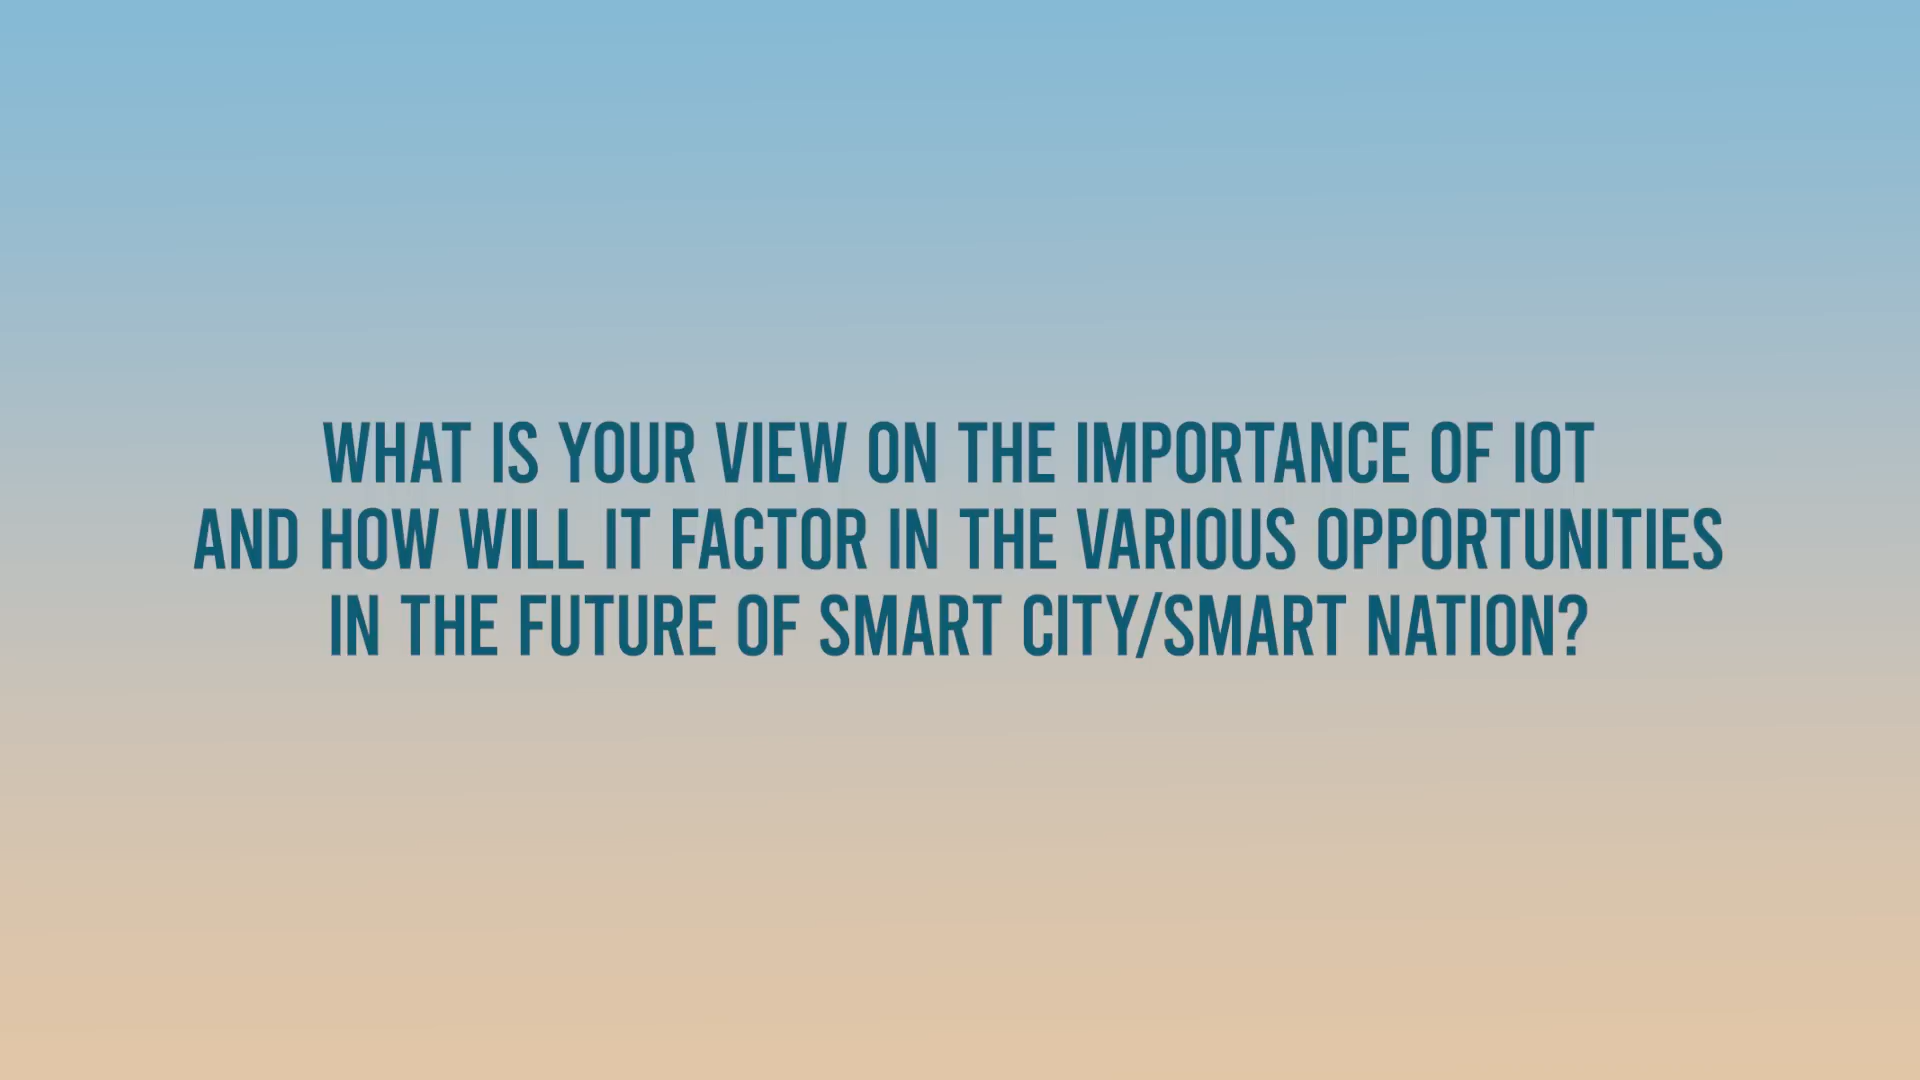 WHAT IS YOUR VIEW ON THE IMPORTANCE OF IOT
AND HOW WILL IT FACTOR IN THE VARIOUS OPPORTUNITIES
IN THE FUTURE OF SMART CITY/SMART NATION?